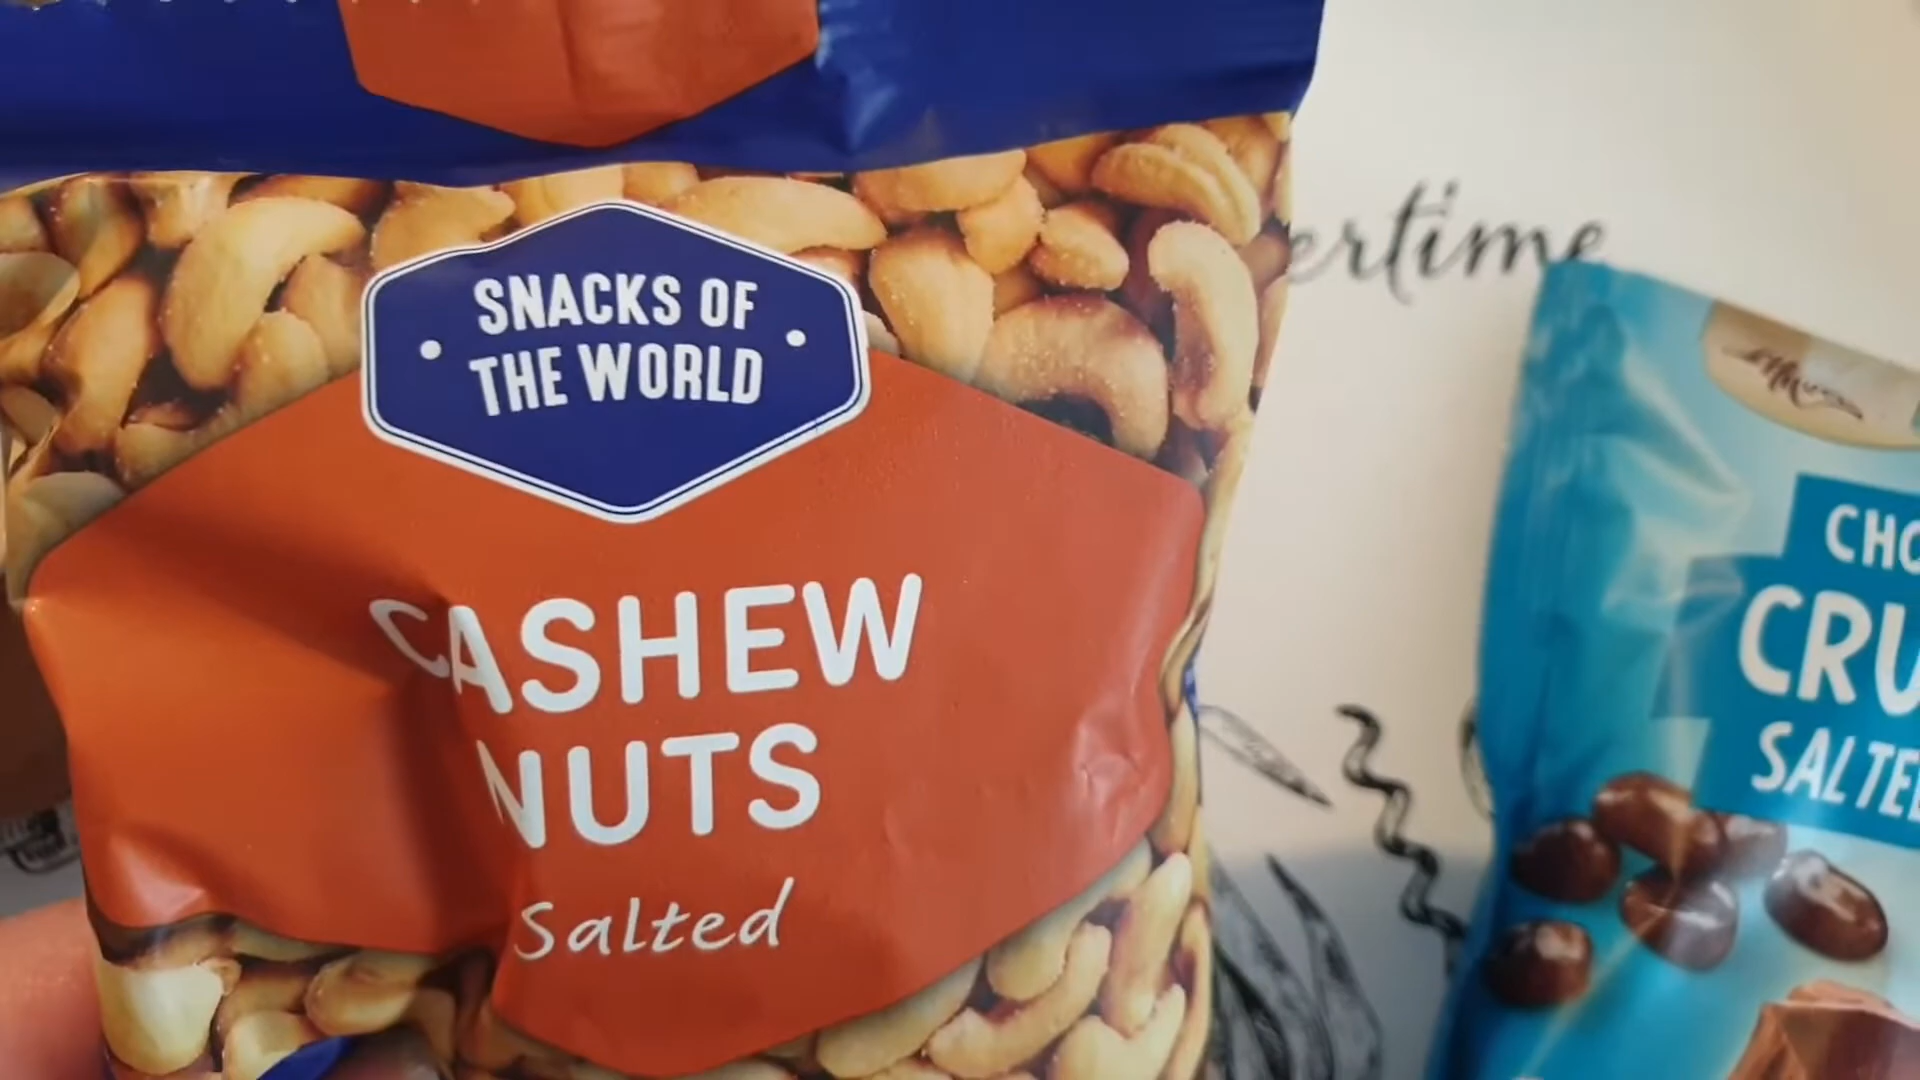 SNACKS OF
THE WORLD
CASHEW
NUTS
Salted
ertime
CHO
CRU
SALTE